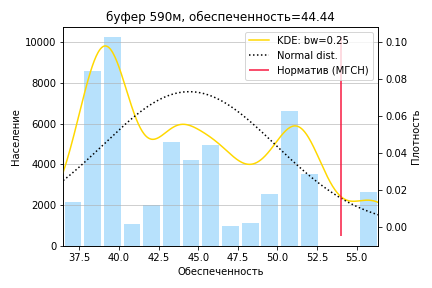 буфер 590м, обеспеченность=44.44
KDE: bw=0.25
Normal dist.
Норматив (МГСН)
Население
10000
8000
6000
4000
2000
0
0.10
0.08
0.06
0.04
0.02
0.00
Плотность
37.5 40.0 42.5 45.0 47.5 50.0 52.5 55.0
Обеспеченность